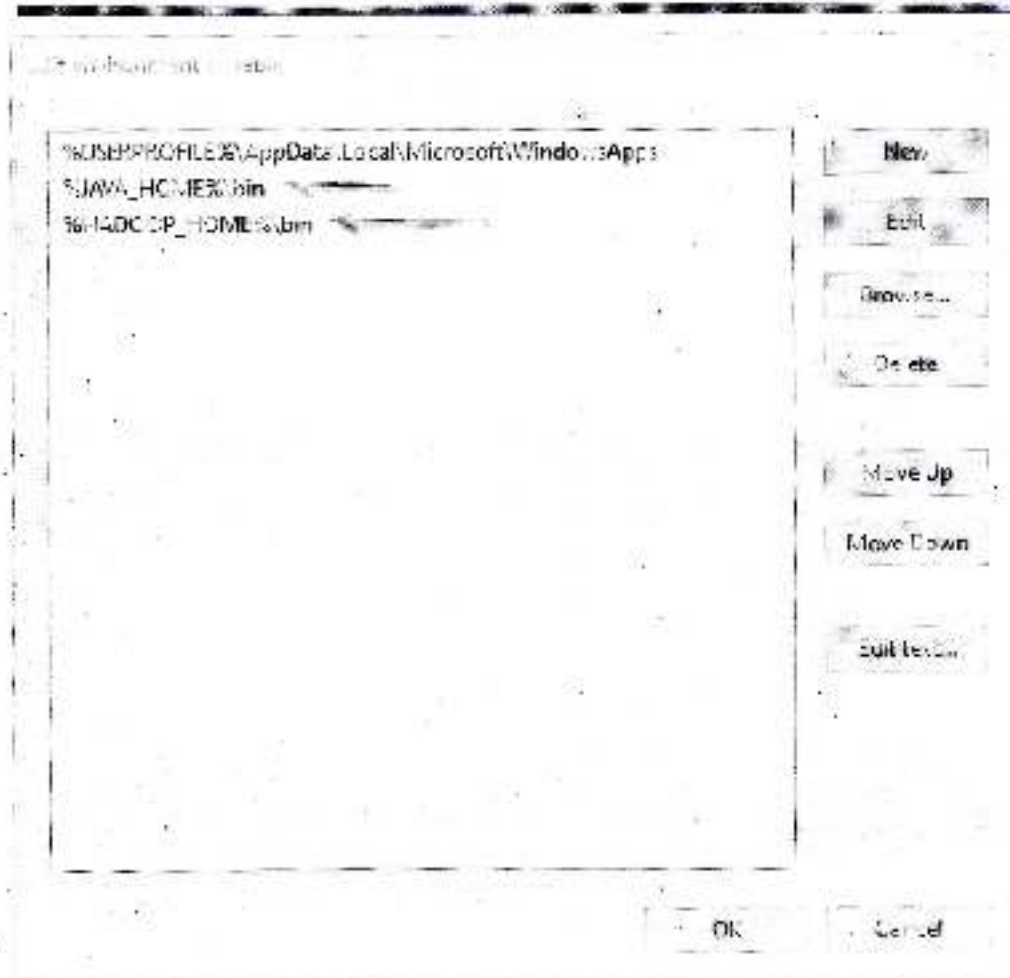 %USERPROFILE%\AppData\Local\Microsoft\WindowsApps
%JAVA_HOME%\bin
%HADOOP_HOME%\bin
New
Edit
Browse...
Delete
Move Up
Move Down
Edit text...
OK
Cancel